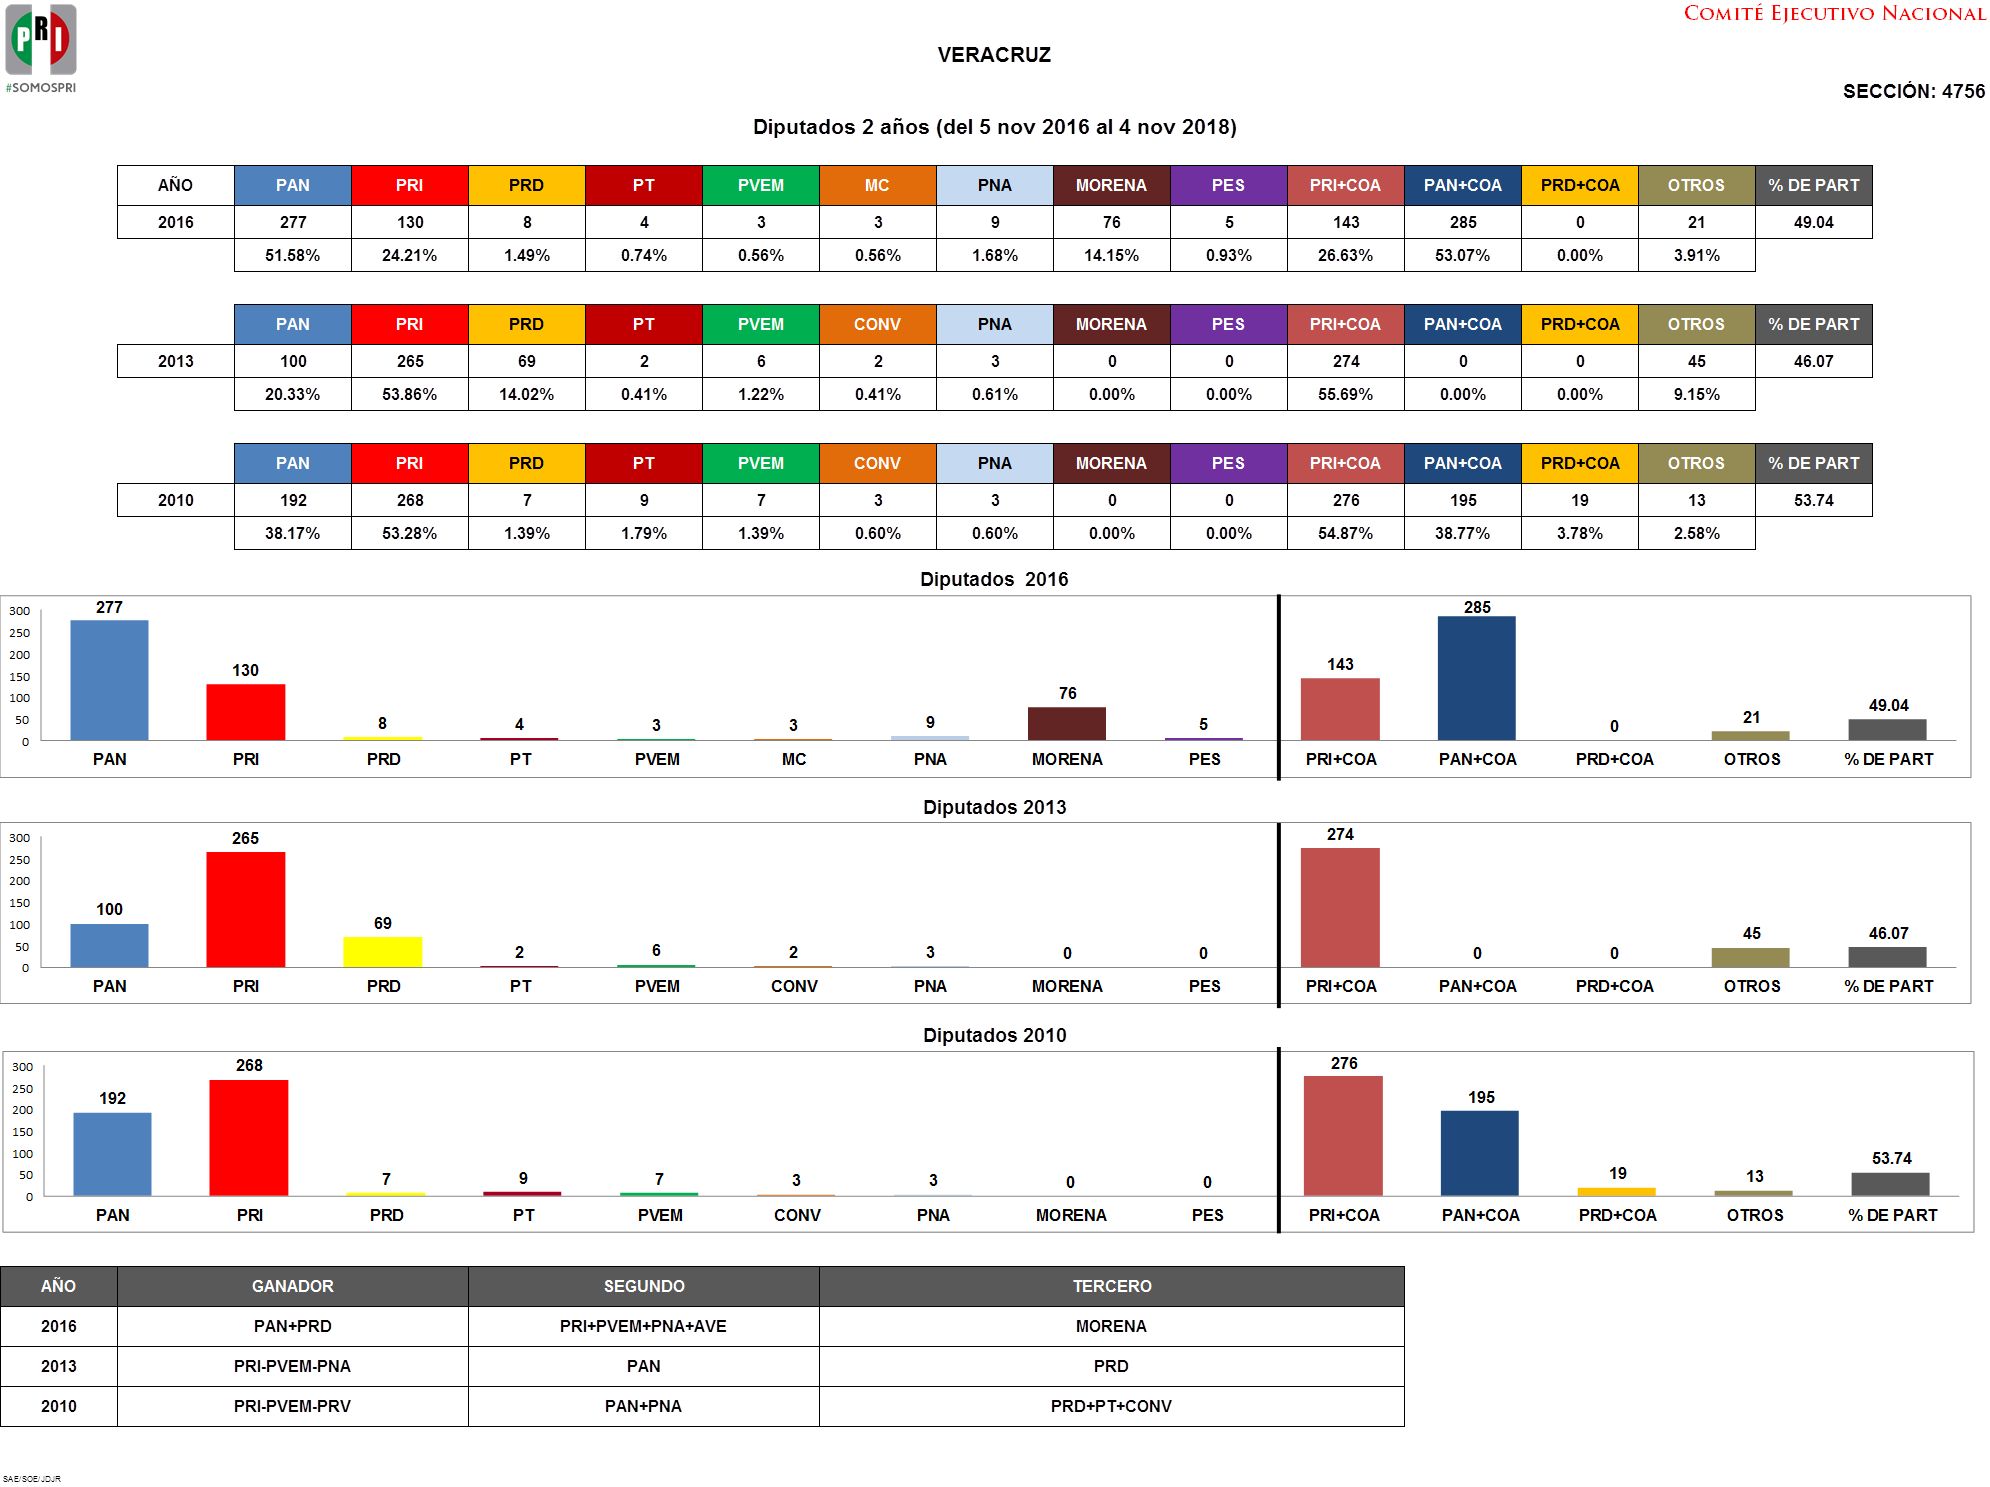 PRI
#SOMOSPRI
COMITÉ EJECUTIVO NACIONAL
VERACRUZ
SECCIÓN: 4756
Diputados 2 años (del 5 nov 2016 al 4 nov 2018)
AÑO PAN PRI PRD PT PVEM MC PNA MORENA PES PRI+COA PAN+COA PRD+COA OTROS % DE PART
2016 277 130 8 4 3 3 9 76 5 143 285 0 21 49.04
51.58% 24.21% 1.49% 0.74% 0.56% 0.56% 1.68% 14.15% 0.93% 26.63% 53.07% 0.00% 3.91%
PAN PRI PRD PT PVEM CONV PNA MORENA PES PRI+COA PAN+COA PRD+COA OTROS % DE PART
2013 100 265 69 2 6 2 3 0 0 274 0 0 45 46.07
20.33% 53.86% 14.02% 0.41% 1.22% 0.41% 0.61% 0.00% 0.00% 55.69% 0.00% 0.00% 9.15%
PAN PRI PRD PT PVEM CONV PNA MORENA PES PRI+COA PAN+COA PRD+COA OTROS % DE PART
2010 192 268 7 9 7 3 3 0 0 276 195 19 13 53.74
38.17% 53.28% 1.39% 1.79% 1.39% 0.60% 0.60% 0.00% 0.00% 54.87% 38.77% 3.78% 2.58%
Diputados 2016
300
250
200
150
100
50
0
277 130 8 4 3 3 9 76 5 143 285 0 21 49.04
PAN PRI PRD PT PVEM MC PNA MORENA PES PRI+COA PAN+COA PRD+COA OTROS % DE PART
Diputados 2013
300
250
200
150
100
50
0
100 265 69 2 6 2 3 0 0 274 0 0 45 46.07
PAN PRI PRD PT PVEM CONV PNA MORENA PES PRI+COA PAN+COA PRD+COA OTROS % DE PART
Diputados 2010
300
250
200
150
100
50
0
192 268 7 9 7 3 3 0 0 276 195 19 13 53.74
PAN PRI PRD PT PVEM CONV PNA MORENA PES PRI+COA PAN+COA PRD+COA OTROS % DE PART
AÑO GANADOR SEGUNDO TERCERO
2016 PAN+PRD PRI+PVEM+PNA+AVE MORENA
2013 PRI-PVEM-PNA PAN PRD
2010 PRI-PVEM-PRV PAN+PNA PRD+PT+CONV
SAE/SOE/JDJR